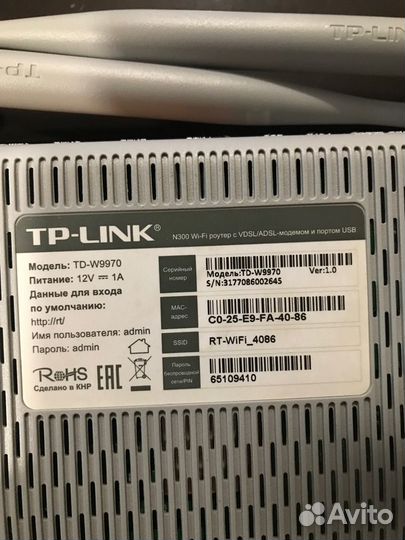 TP-LIN
TP-L
TP-LINK®
N300 Wi-Fi роутер с VDSL/ADSL-модемом и портом USB
Модель: TD-W9970
Питание: 12V ⎓ 1A
Данные для входа
по умолчанию:
http://rt/
Имя пользователя: admin
Пароль: admin
RoHS
EAC
Сделано в КНР
Серийный
номер
Модель:TD-W9970 Ver:1.0
S/N:3177086002645
MAC-
адрес
C0-25-E9-FA-40-86
SSID
RT-WiFi_4086
Пароль
беспроводной
сети/PIN
65109410
Avito